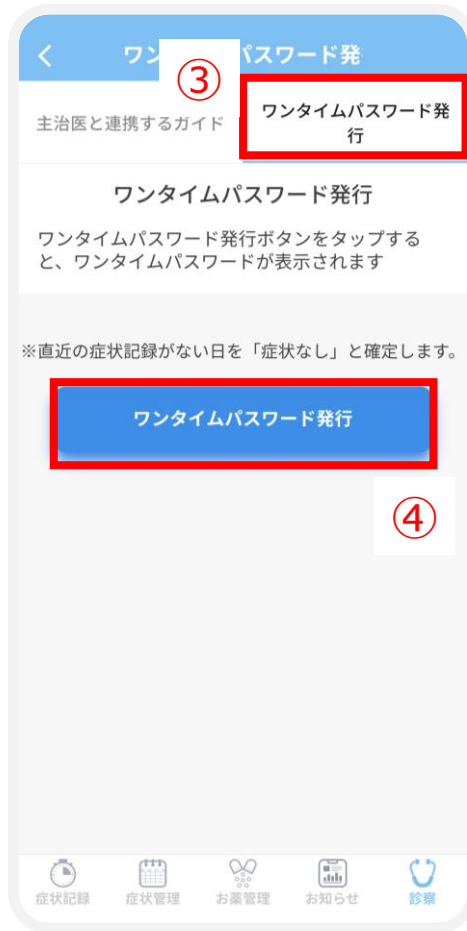 ワン パスワード発
③
主治医と連携するガイド
ワンタイムパスワード発
行
ワンタイムパスワード発行
ワンタイムパスワード発行ボタンをタップする
と、ワンタイムパスワードが表示されます
※直近の症状記録がない日を「症状なし」と確定します。
ワンタイムパスワード発行
④
症状記録
症状管理
お薬管理
お知らせ
診察